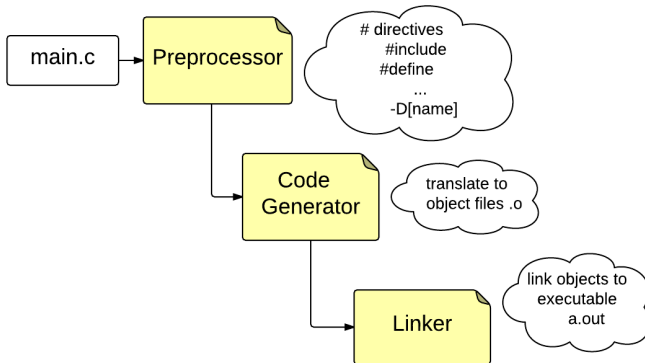 main.c
Preprocessor
# directives
#include
#define
...
-D[name]
Code
Generator
translate to
object files .o
Linker
link objects to
executable
a.out